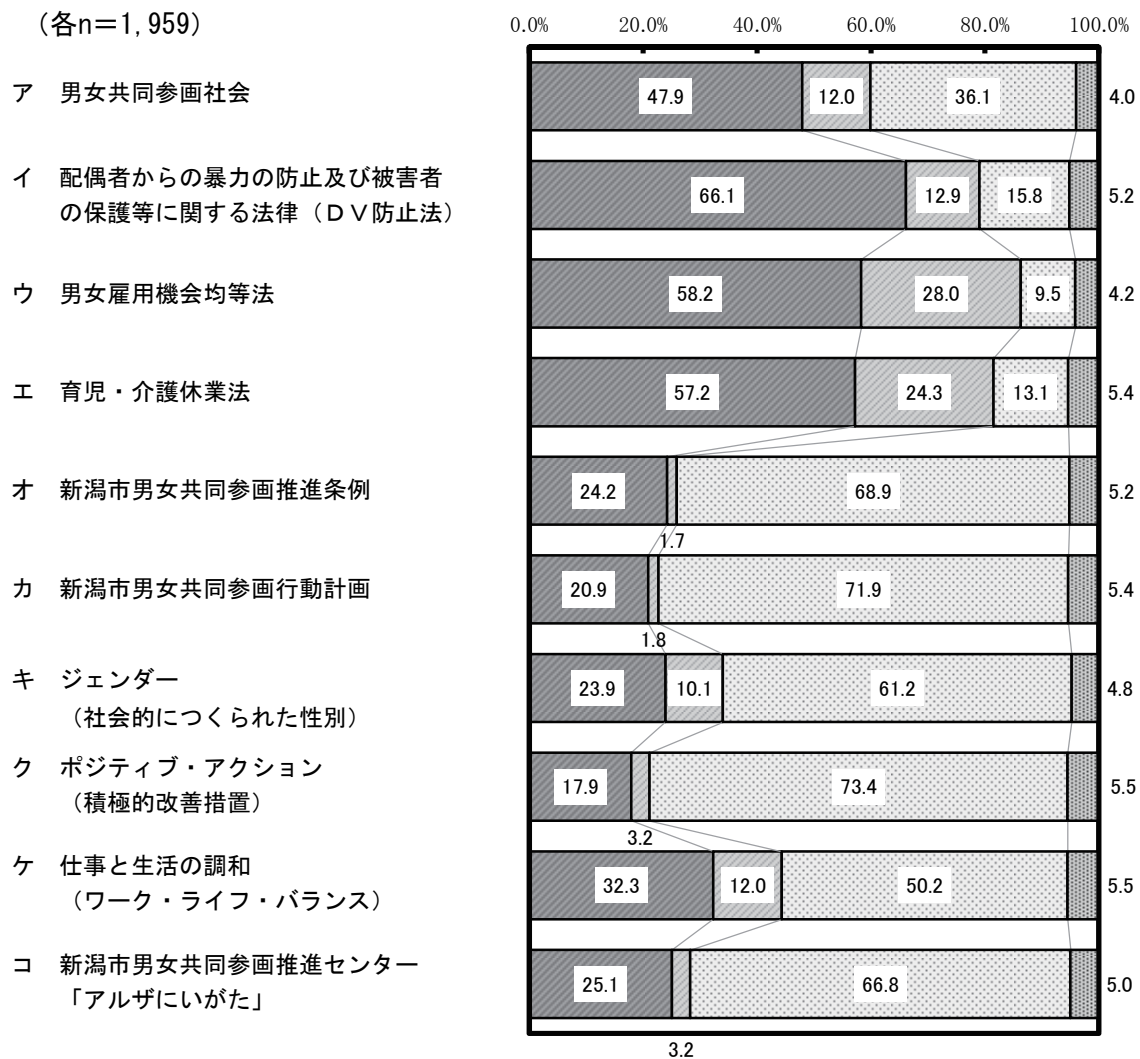 （各n＝1,959）
0.0% 20.0% 40.0% 60.0% 80.0% 100.0%
ア 男女共同参画社会
47.9 12.0 36.1 4.0
イ 配偶者からの暴力の防止及び被害者
の保護等に関する法律（ＤＶ防止法）
66.1 12.9 15.8 5.2
ウ 男女雇用機会均等法
58.2 28.0 9.5 4.2
エ 育児・介護休業法
57.2 24.3 13.1 5.4
オ 新潟市男女共同参画推進条例
24.2 68.9 5.2
1.7
カ 新潟市男女共同参画行動計画
20.9 71.9 5.4
1.8
キ ジェンダー
（社会的につくられた性別）
23.9 10.1 61.2 4.8
ク ポジティブ・アクション
（積極的改善措置）
17.9 73.4 5.5
3.2
ケ 仕事と生活の調和
（ワーク・ライフ・バランス）
32.3 12.0 50.2 5.5
コ 新潟市男女共同参画推進センター
「アルザにいがた」
25.1 66.8 5.0
3.2